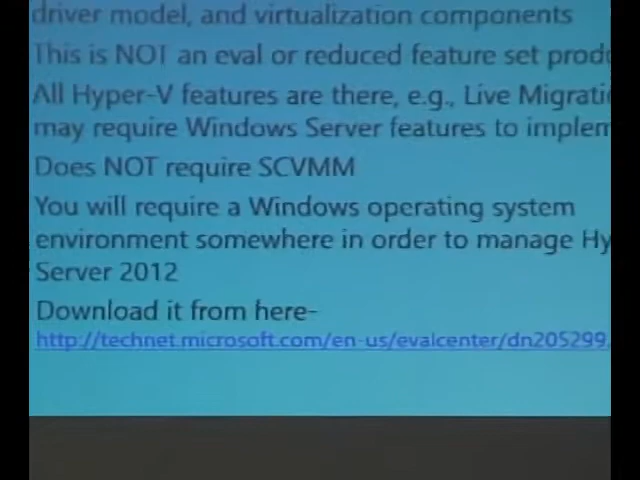 driver model, and virtualization components
This is NOT an eval or reduced feature set prod
All Hyper-V features are there, e.g., Live Migrati
may require Windows Server features to implem
Does NOT require SCVMM
You will require a Windows operating system
environment somewhere in order to manage Hy
Server 2012
Download it from here-
http://technet.microsoft.com/en-us/evalcenter/dn205299.